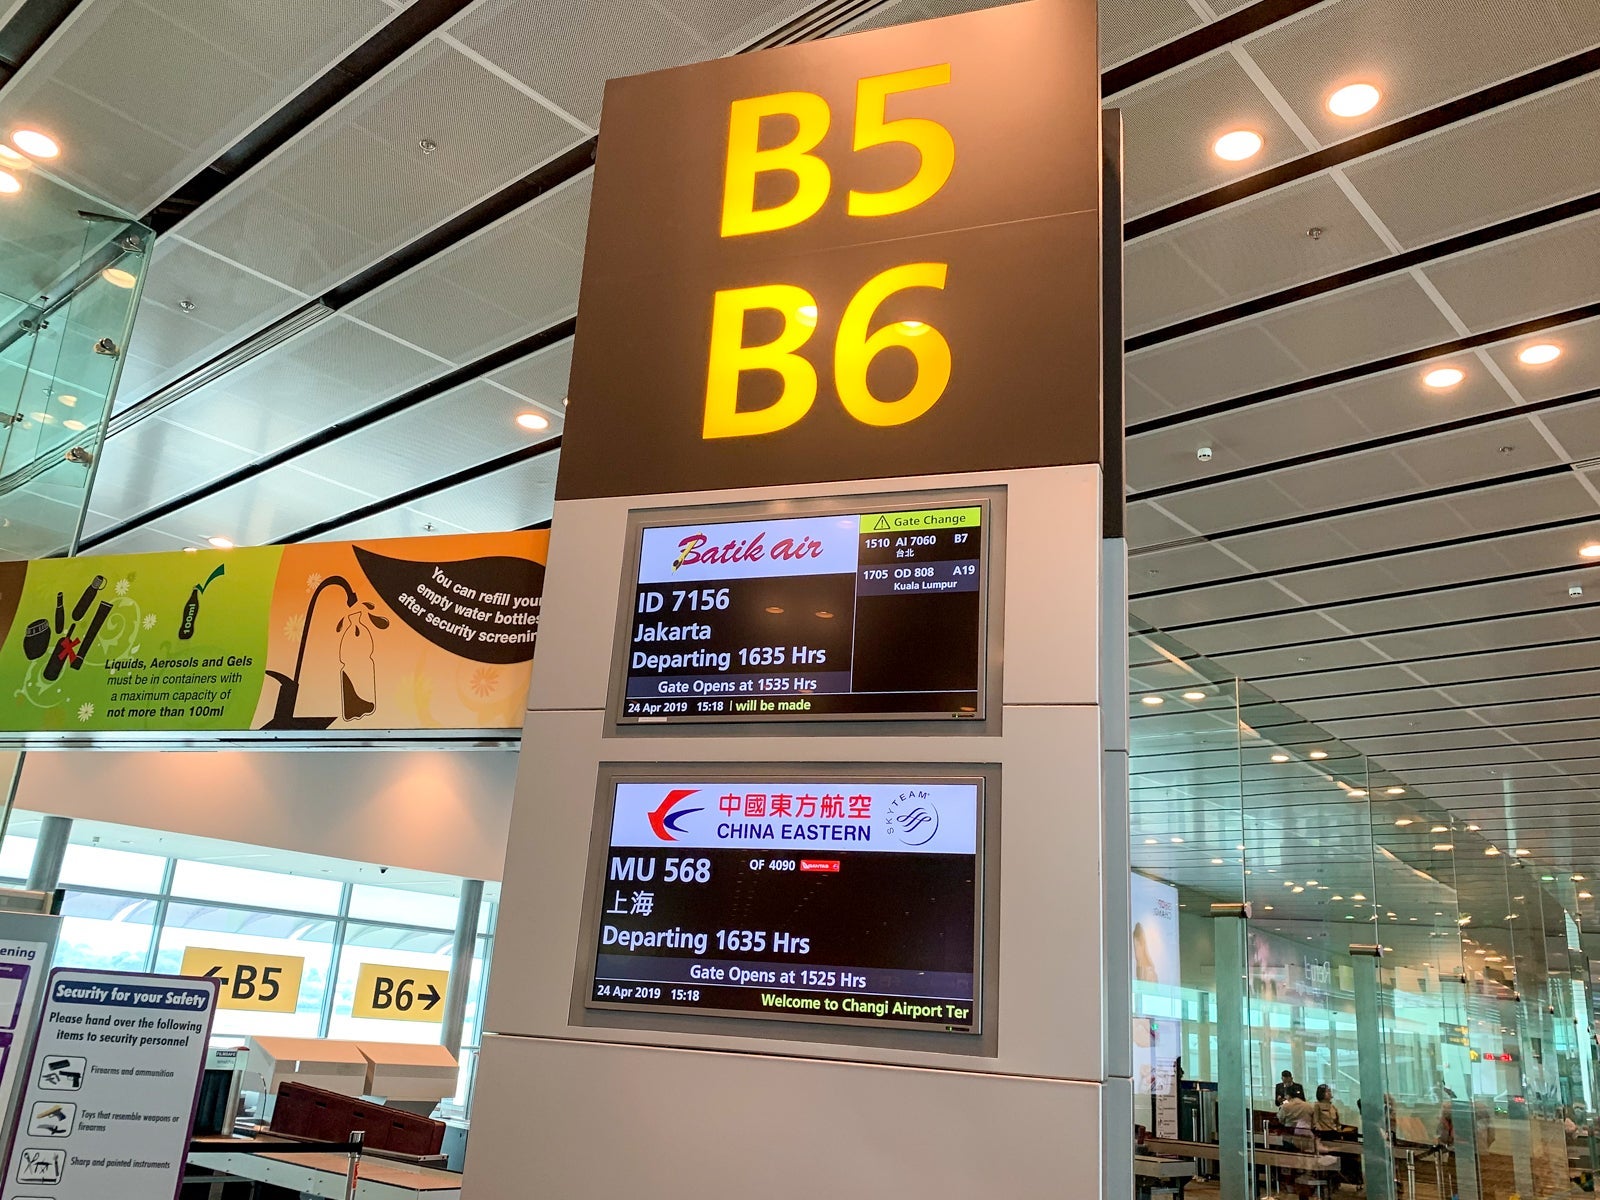 B5
B6
Batik air
Gate Change
1510 AI 7060 B7
台北
1705 OD 808 A19
Kuala Lumpur
ID 7156
Jakarta
Departing 1635 Hrs
Gate Opens at 1535 Hrs
24 Apr 2019 15:18 will be made
中國東方航空
CHINA EASTERN
SKYTEAM
MU 568 OF 4090 QANTAS
上海
Departing 1635 Hrs
Gate Opens at 1525 Hrs
24 Apr 2019 15:18 Welcome to Changi Airport Ter
100ml
Liquids, Aerosols and Gels
must be in containers with
a maximum capacity of
not more than 100ml
You can refill your
empty water bottles
after security screenin
←B5
B6→
ening
Security for your Safety
Please hand over the following
items to security personnel
Firearms and ammunition
Toys that resemble weapons or
firearms
Sharp and pointed instruments